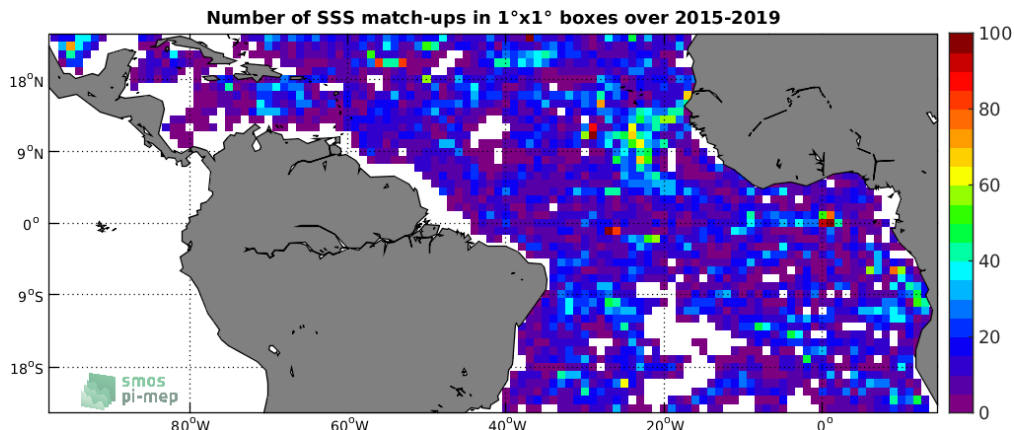 Number of SSS match-ups in 1°x1° boxes over 2015-2019
100
18°N
80
9°N
60
0°
40
9°S
20
18°S
smos
pi-mep
0
80°W
60°W
40°W
20°W
0°